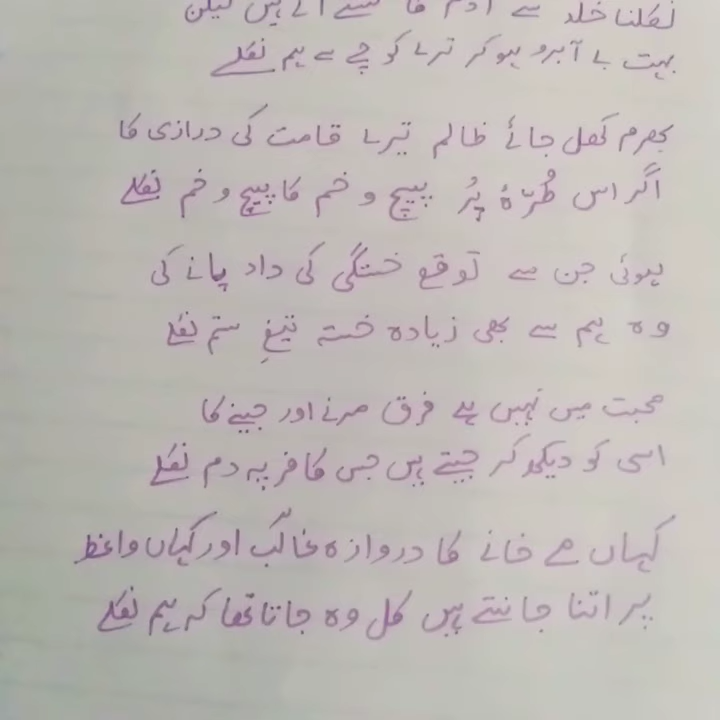 نکلنا خلد سے آدم کا سنتے آئے ہیں لیکن
بہت بے آبرو ہو کر ترے کوچے سے ہم نکلے
بھرم کھل جائے ظالم تیرے قامت کی درازی کا
اگر اس طُرّۂ پُر پیچ و خم کا پیچ و خم نکلے
ہوئی جن سے توقع خستگی کی داد پانے کی
وہ ہم سے بھی زیادہ خستہ تیغِ ستم نکلے
محبت میں نہیں ہے فرق مرنے اور جینے کا
اسی کو دیکھ کر جیتے ہیں جس کافر پہ دم نکلے
کہاں مے خانے کا دروازہ غالبؔ اور کہاں واعظ
پر اتنا جانتے ہیں کل وہ جاتا تھا کہ ہم نکلے